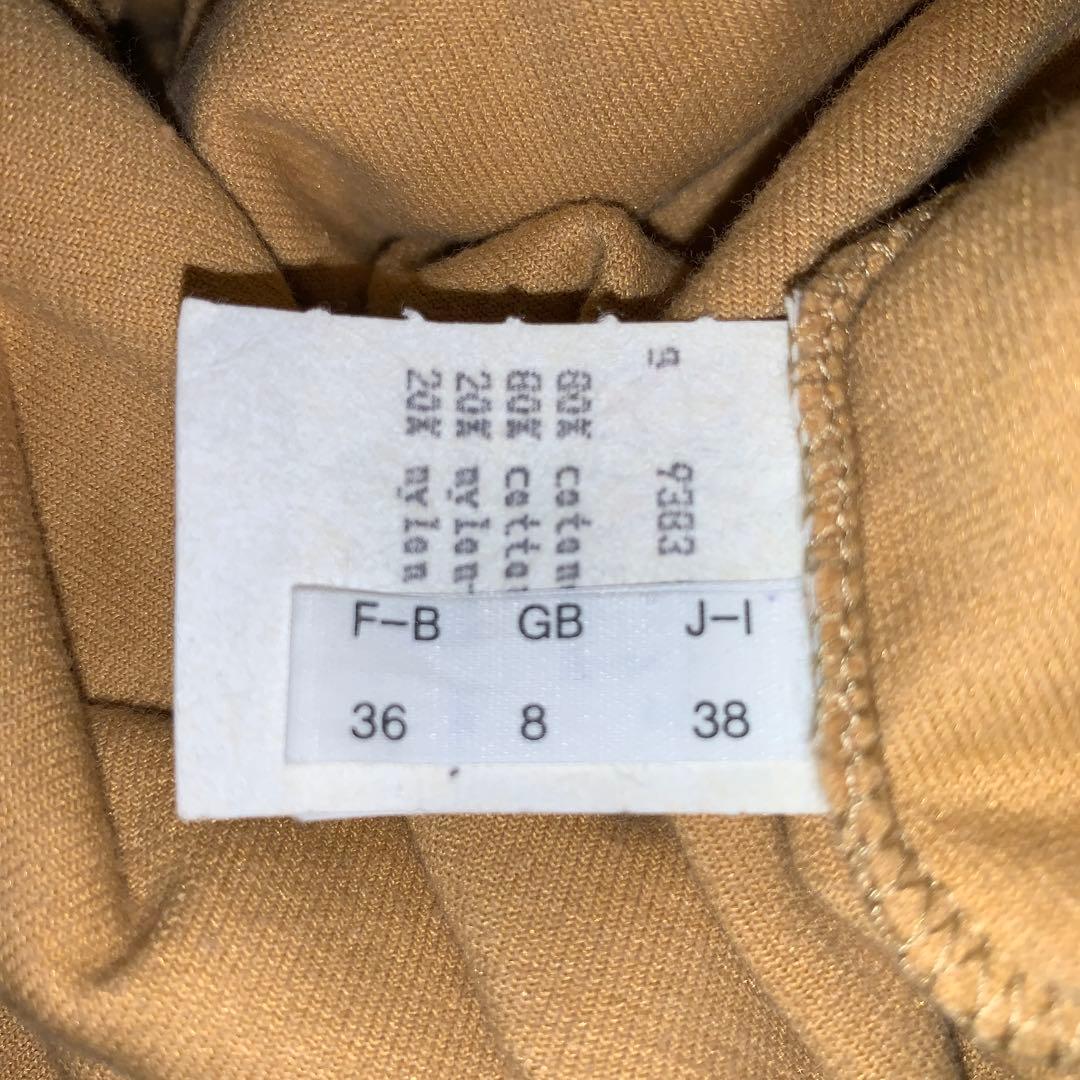 9383
80% coton
80% cotto
20% nylon-
20% nylon
F-B GB J-I
36 8 38